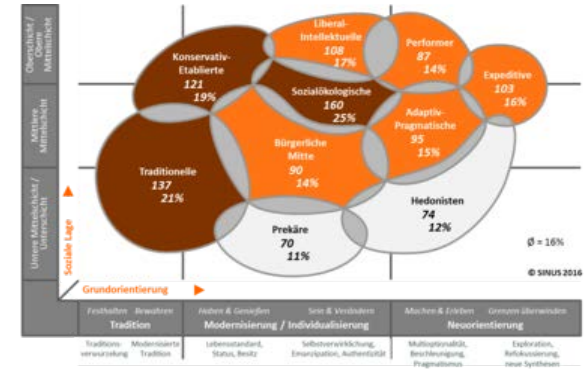 Oberschicht /
Obere
Mittelschicht
Mittlere
Mittelschicht
Untere Mittelschicht /
Unterschicht
Soziale Lage
Konservativ-
Etablierte
121
19%
Liberal-
Intellektuelle
108
17%
Performer
87
14%
Expeditive
103
16%
Sozialökologische
160
25%
Adaptiv-
Pragmatische
95
15%
Bürgerliche
Mitte
90
14%
Traditionelle
137
21%
Hedonisten
74
12%
Prekäre
70
11%
Ø = 16%
© SINUS 2016
Grundorientierung
Festhalten Bewahren
Tradition
Haben & Genießen Sein & Verändern
Modernisierung / Individualisierung
Machen & Erleben Grenzen überwinden
Neuorientierung
Traditions-
verwurzelung
Modernisierte
Tradition
Lebensstandard,
Status, Besitz
Selbstverwirklichung,
Emanzipation, Authentizität
Multioptionalität,
Beschleunigung,
Pragmatismus
Exploration,
Refokussierung,
neue Synthesen